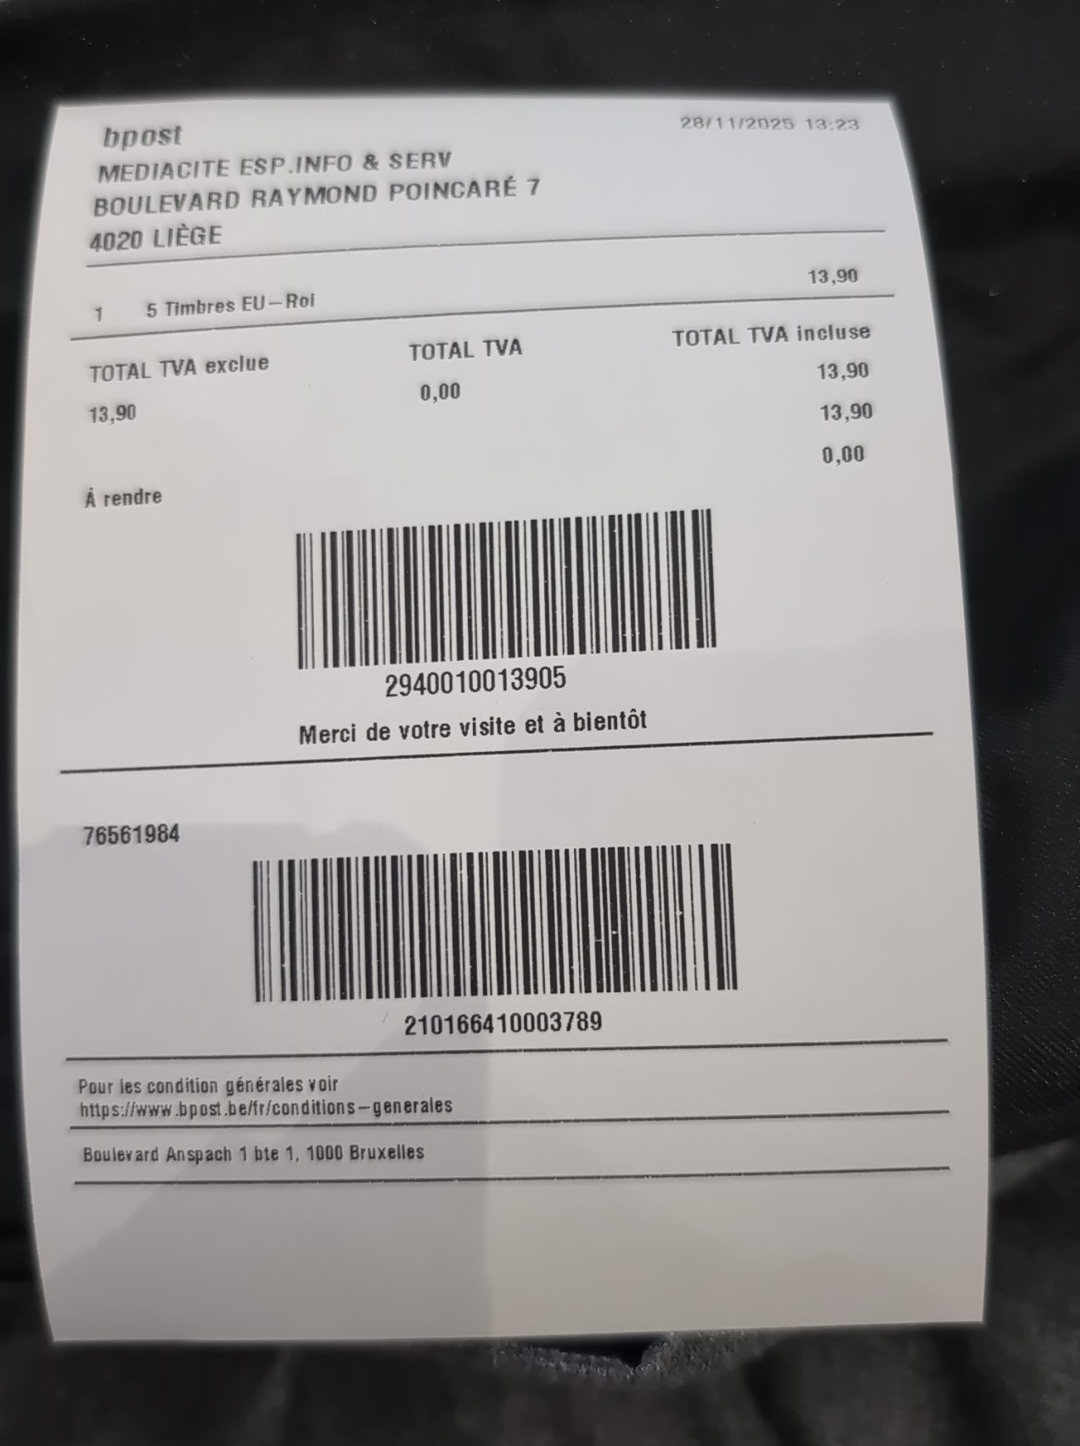 bpost
28/11/2025 13:23
MEDIACITE ESP.INFO & SERV
BOULEVARD RAYMOND POINCARÉ 7
4020 LIÈGE
1 5 Timbres EU-Roi 13,90
TOTAL TVA exclue TOTAL TVA TOTAL TVA incluse
13,90 0,00 13,90
13,90
À rendre 0,00
2940010013905
Merci de votre visite et à bientôt
76561984
210166410003789
Pour les condition générales voir
https://www.bpost.be/fr/conditions-generales
Boulevard Anspach 1 bte 1, 1000 Bruxelles